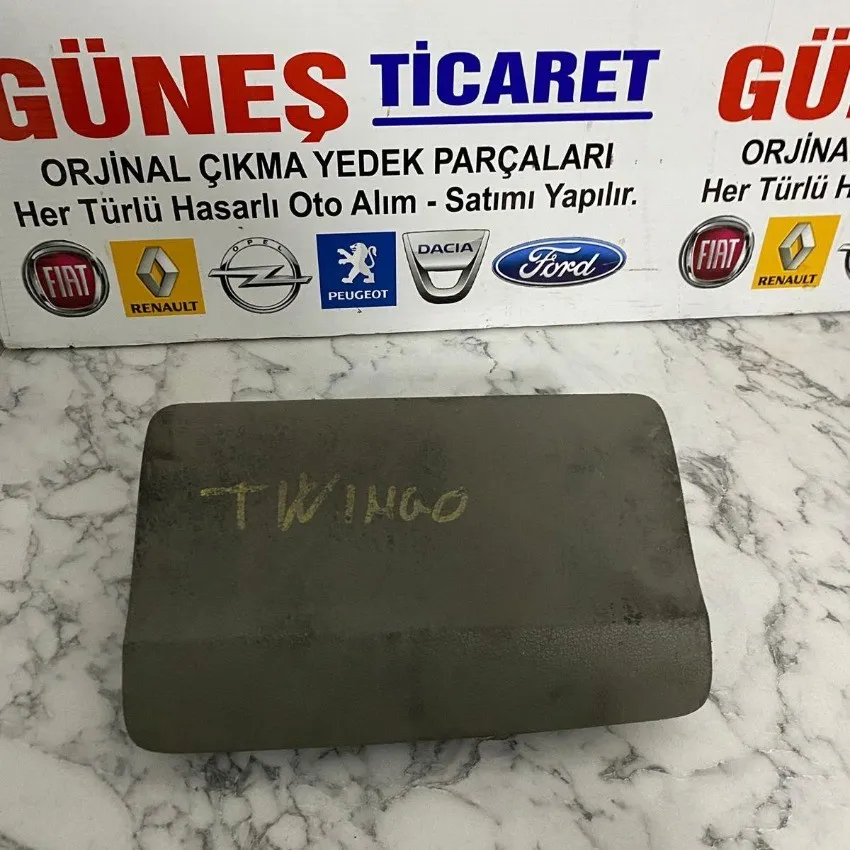 GÜNEŞ TİCARET
ORJİNAL ÇIKMA YEDEK PARÇALARI
Her Türlü Hasarlı Oto Alım - Satımı Yapılır.
FIAT RENAULT OPEL PEUGEOT DACIA Ford
GÜ
ORJİNA
Her Türlü H
FIAT RENAULT
TWINGO